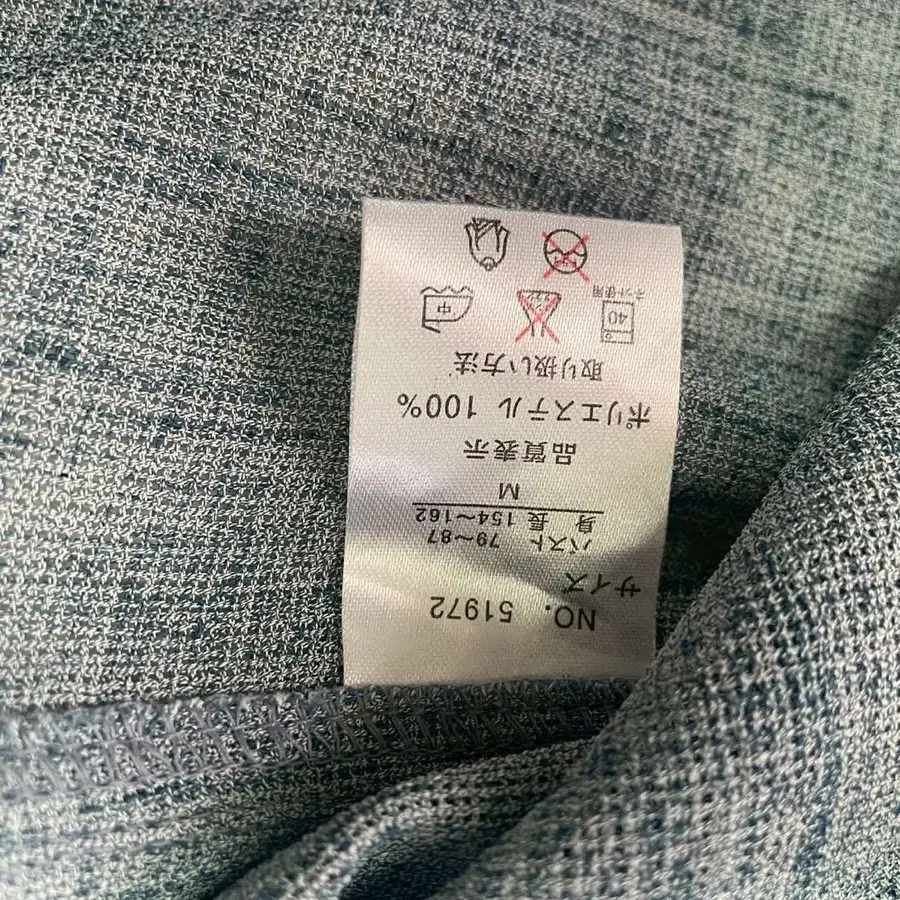 NO. 51972
サイズ
バスト 79～87
身 長 154～162
M
品質表示
ポリエステル 100%
取り扱い方法
40
ネット使用
中